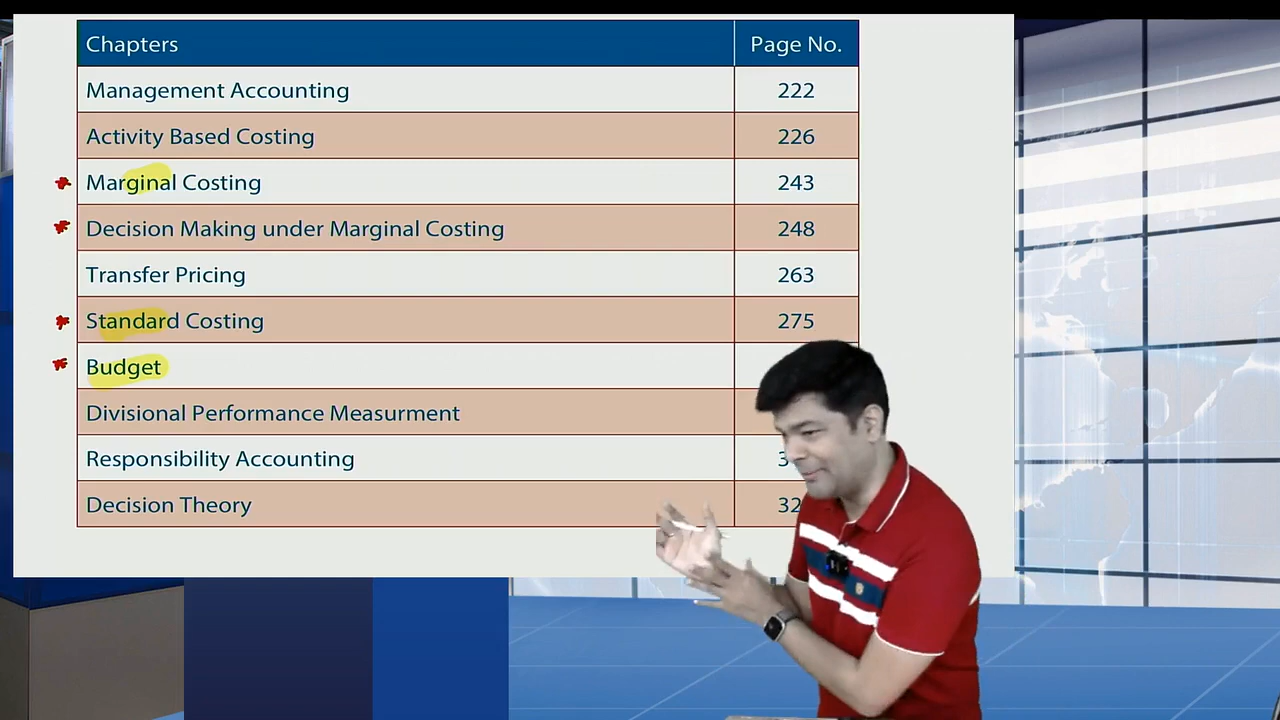 Chapters Page No.
Management Accounting 222
Activity Based Costing 226
Marginal Costing 243
Decision Making under Marginal Costing 248
Transfer Pricing 263
Standard Costing 275
Budget
Divisional Performance Measurment
Responsibility Accounting
Decision Theory